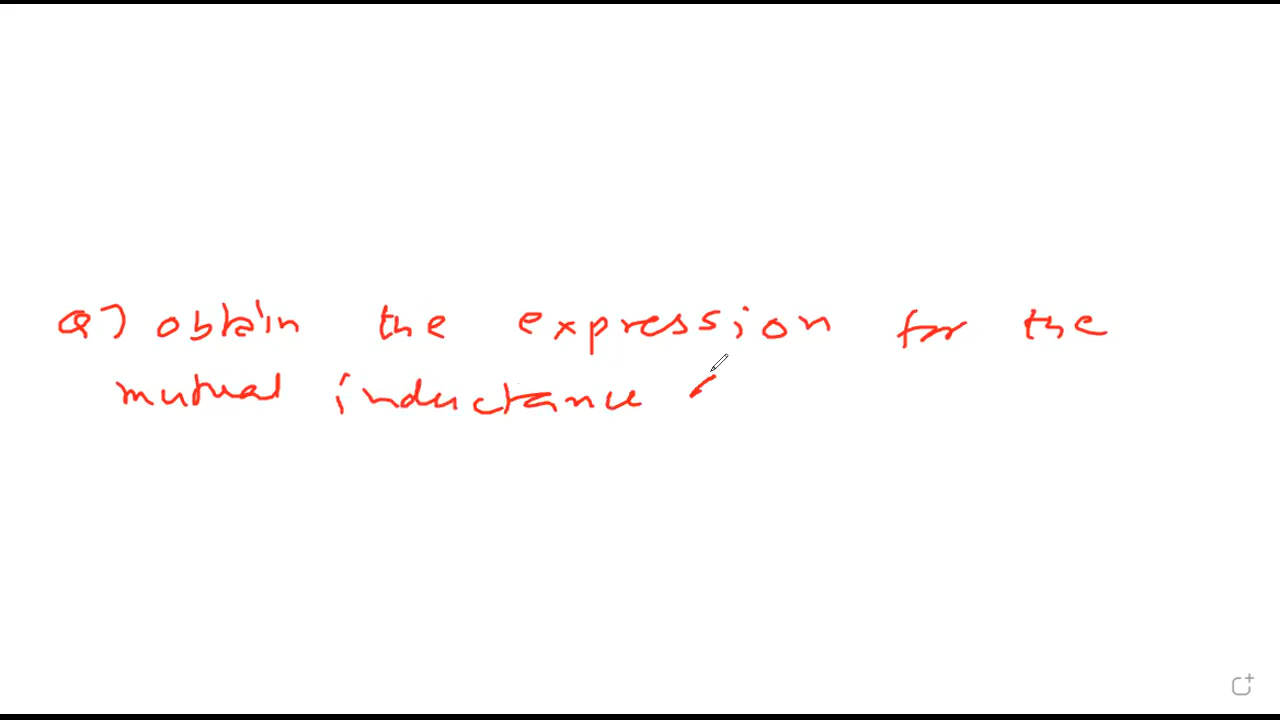 Q) obtain the expression for the
mutual inductance